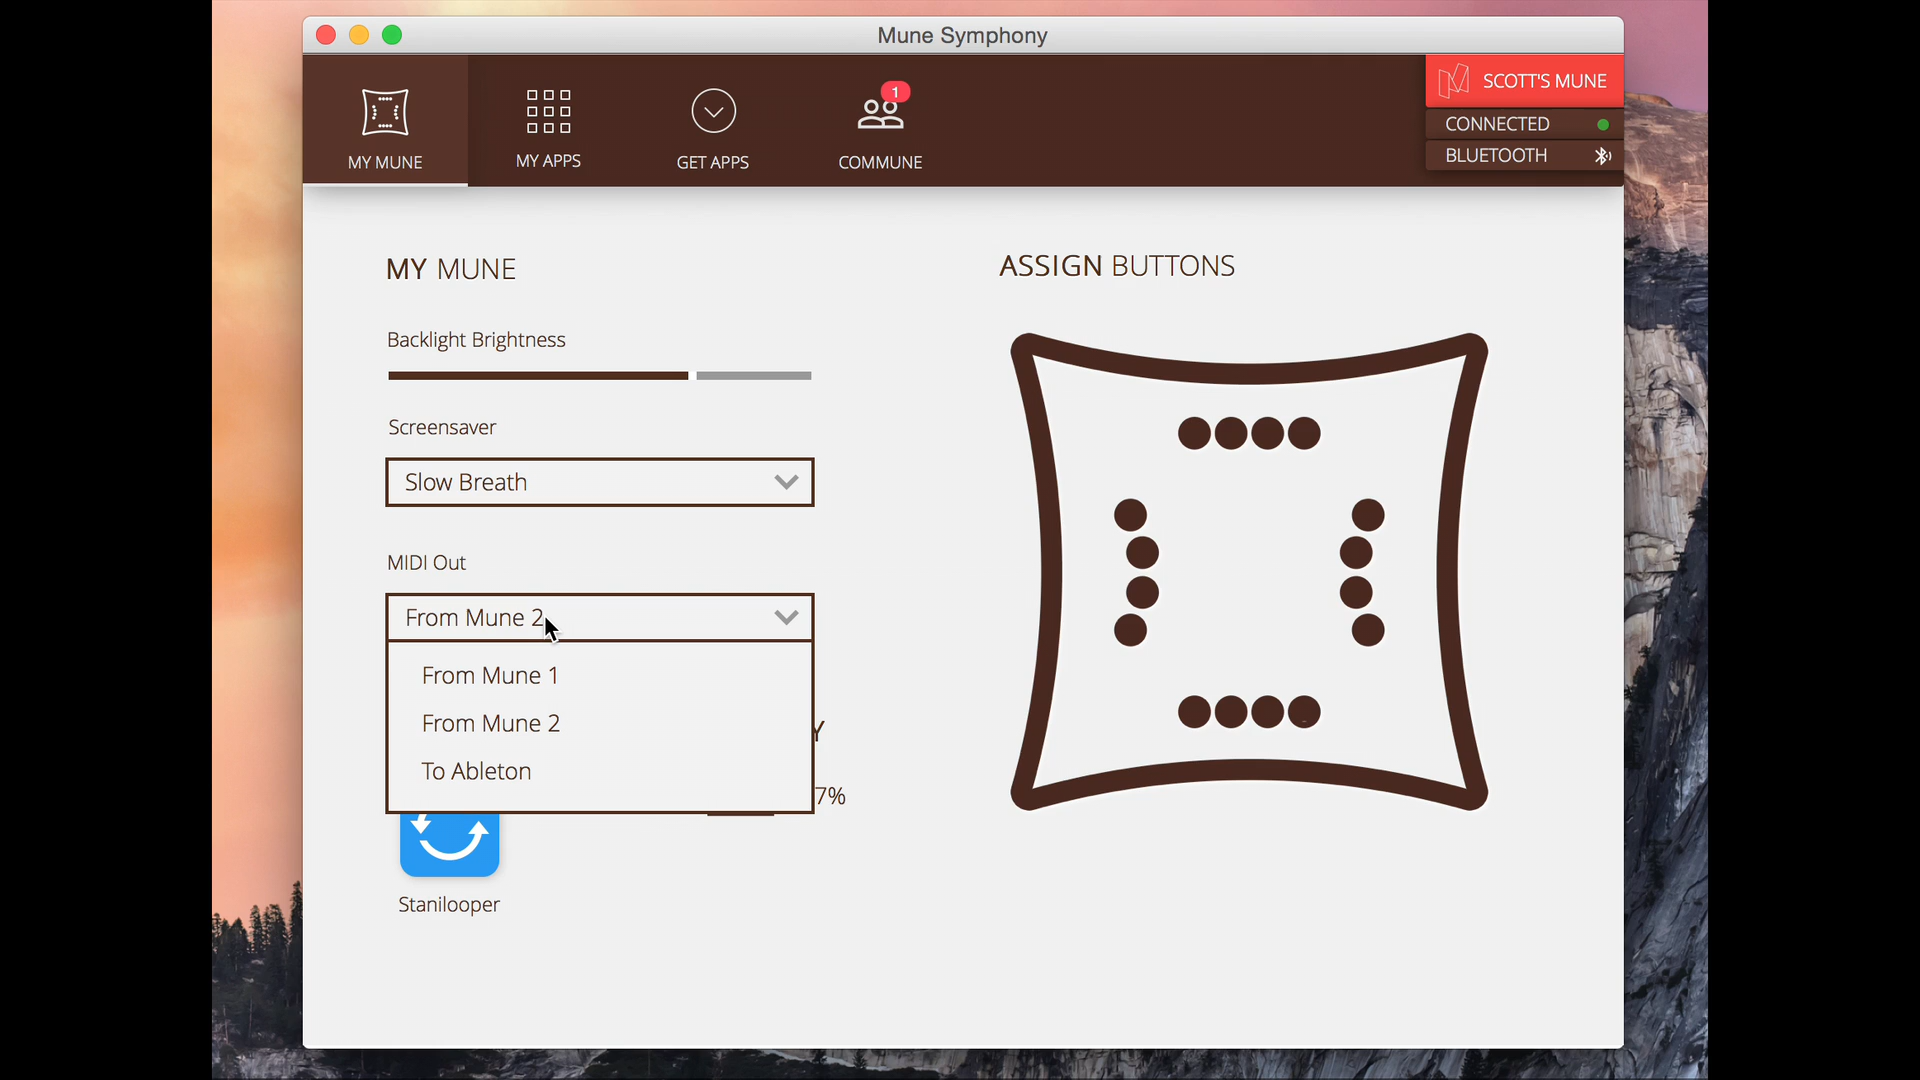 Mune Symphony
MY MUNE
MY APPS
GET APPS
1
COMMUNE
SCOTT'S MUNE
CONNECTED
BLUETOOTH
MY MUNE
Backlight Brightness
Screensaver
Slow Breath
MIDI Out
From Mune 2
From Mune 1
From Mune 2
To Ableton
Y
7%
Stanilooper
ASSIGN BUTTONS